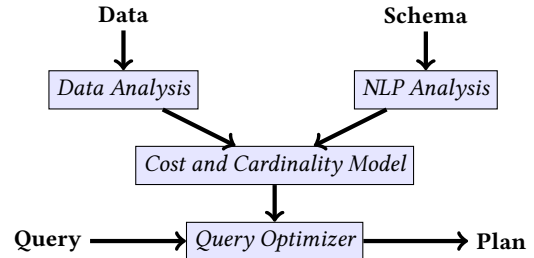 Data Schema
Data Analysis NLP Analysis
Cost and Cardinality Model
Query Query Optimizer Plan